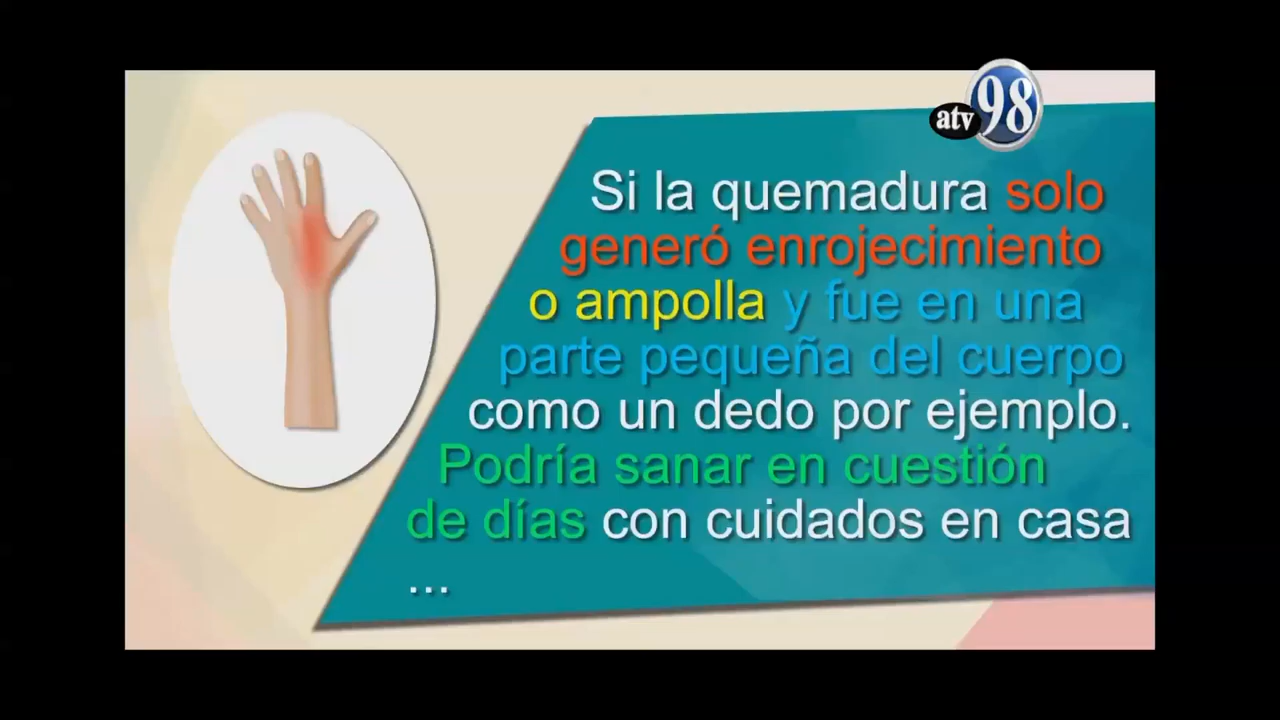 atv 98
Si la quemadura solo
generó enrojecimiento
o ampolla y fue en una
parte pequeña del cuerpo
como un dedo por ejemplo.
Podría sanar en cuestión
de días con cuidados en casa
...